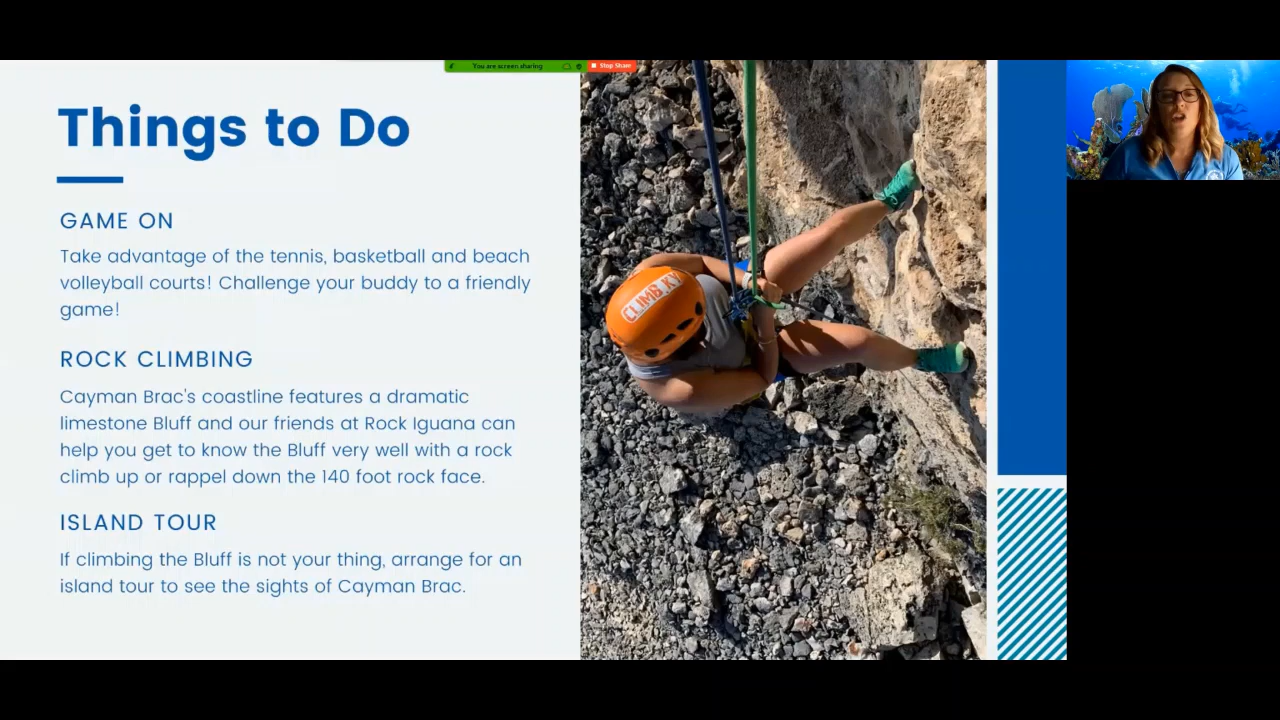 You are screen sharing
Stop Share
Things to Do
GAME ON
Take advantage of the tennis, basketball and beach
volleyball courts! Challenge your buddy to a friendly
game!
ROCK CLIMBING
Cayman Brac's coastline features a dramatic
limestone Bluff and our friends at Rock Iguana can
help you get to know the Bluff very well with a rock
climb up or rappel down the 140 foot rock face.
ISLAND TOUR
If climbing the Bluff is not your thing, arrange for an
island tour to see the sights of Cayman Brac.
CLIMB.KY